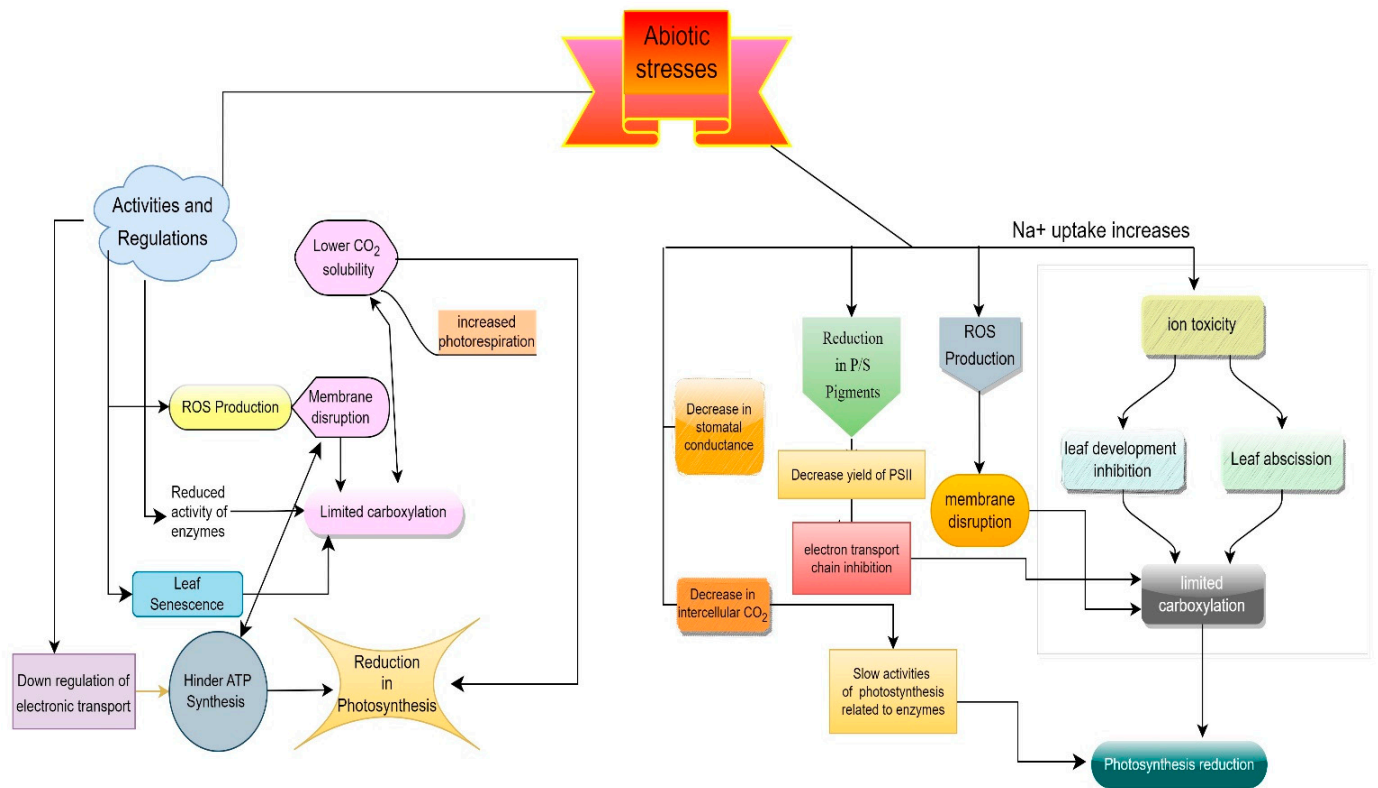 Abiotic
stresses
Activities and
Regulations
Lower CO₂
solubility
increased
photorespiration
ROS Production
Membrane
disruption
Reduced
activity of
enzymes
Limited carboxylation
Leaf
Senescence
Down regulation of
electronic transport
Hinder ATP
Synthesis
Reduction
in
Photosynthesis
Na+ uptake increases
Decrease in
stomatal
conductance
Reduction
in P/S
Pigments
ROS
Production
ion toxicity
Decrease yield of PSII
electron transport
chain inhibition
membrane
disruption
leaf development
inhibition
Leaf abscission
Decrease in
intercellular CO₂
limited
carboxylation
Slow activities
of photosynthesis
related to enzymes
Photosynthesis reduction